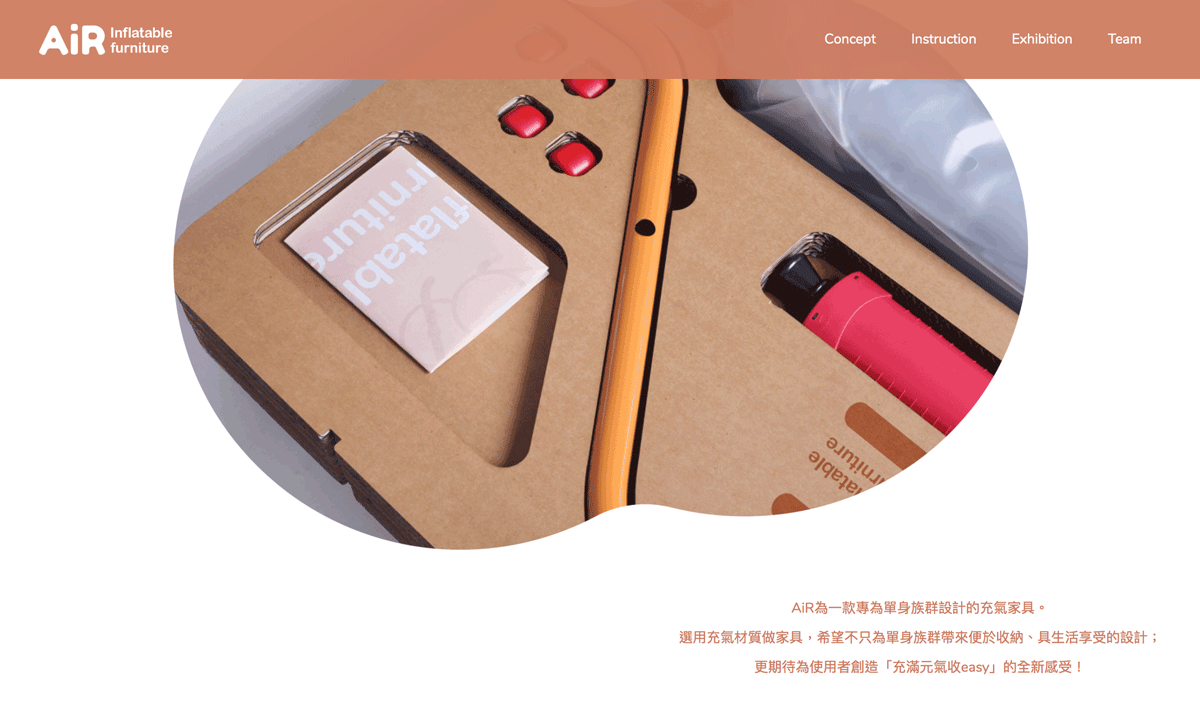 AiR Inflatable
furniture
Concept Instruction Exhibition Team
flatabl
rniture
latable
rniture
AiR為一款專為單身族群設計的充氣家具。
選用充氣材質做家具，希望不只為單身族群帶來便於收納、具生活享受的設計；
更期待為使用者創造「充滿元氣收easy」的全新感受！